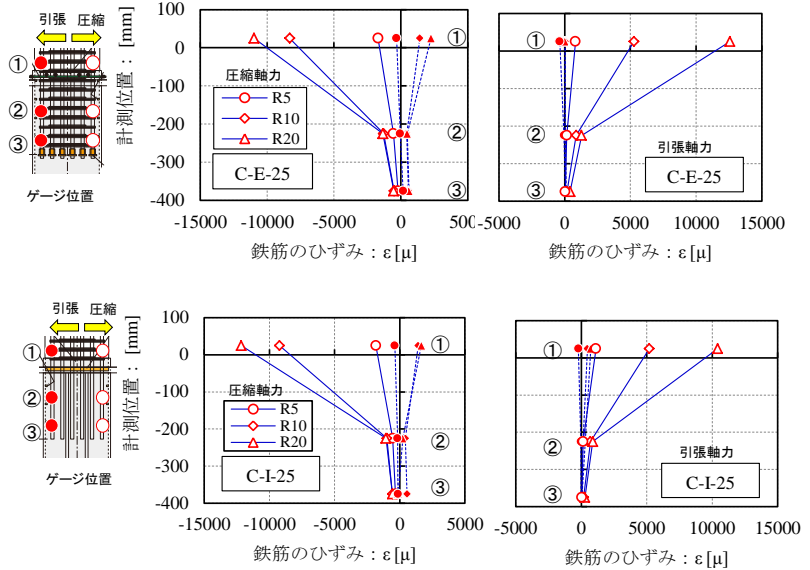 引張 圧縮
①
②
③
ゲージ位置
計測位置： [mm]
100
0
-100
-200
-300
-400
圧縮軸力
R5
R10
R20
C-E-25
①
②
③
-15000 -10000 -5000 0 500
鉄筋のひずみ：ε[μ]
①
②
③
引張軸力
C-E-25
-5000 0 5000 10000 15000
鉄筋のひずみ：ε[μ]
引張 圧縮
①
②
③
ゲージ位置
計測位置： [mm]
100
0
-100
-200
-300
-400
圧縮軸力
R5
R10
R20
C-I-25
①
②
③
-15000 -10000 -5000 0 5000
鉄筋のひずみ：ε[μ]
①
②
③
引張軸力
C-I-25
-5000 0 5000 10000 15000
鉄筋のひずみ：ε[μ]